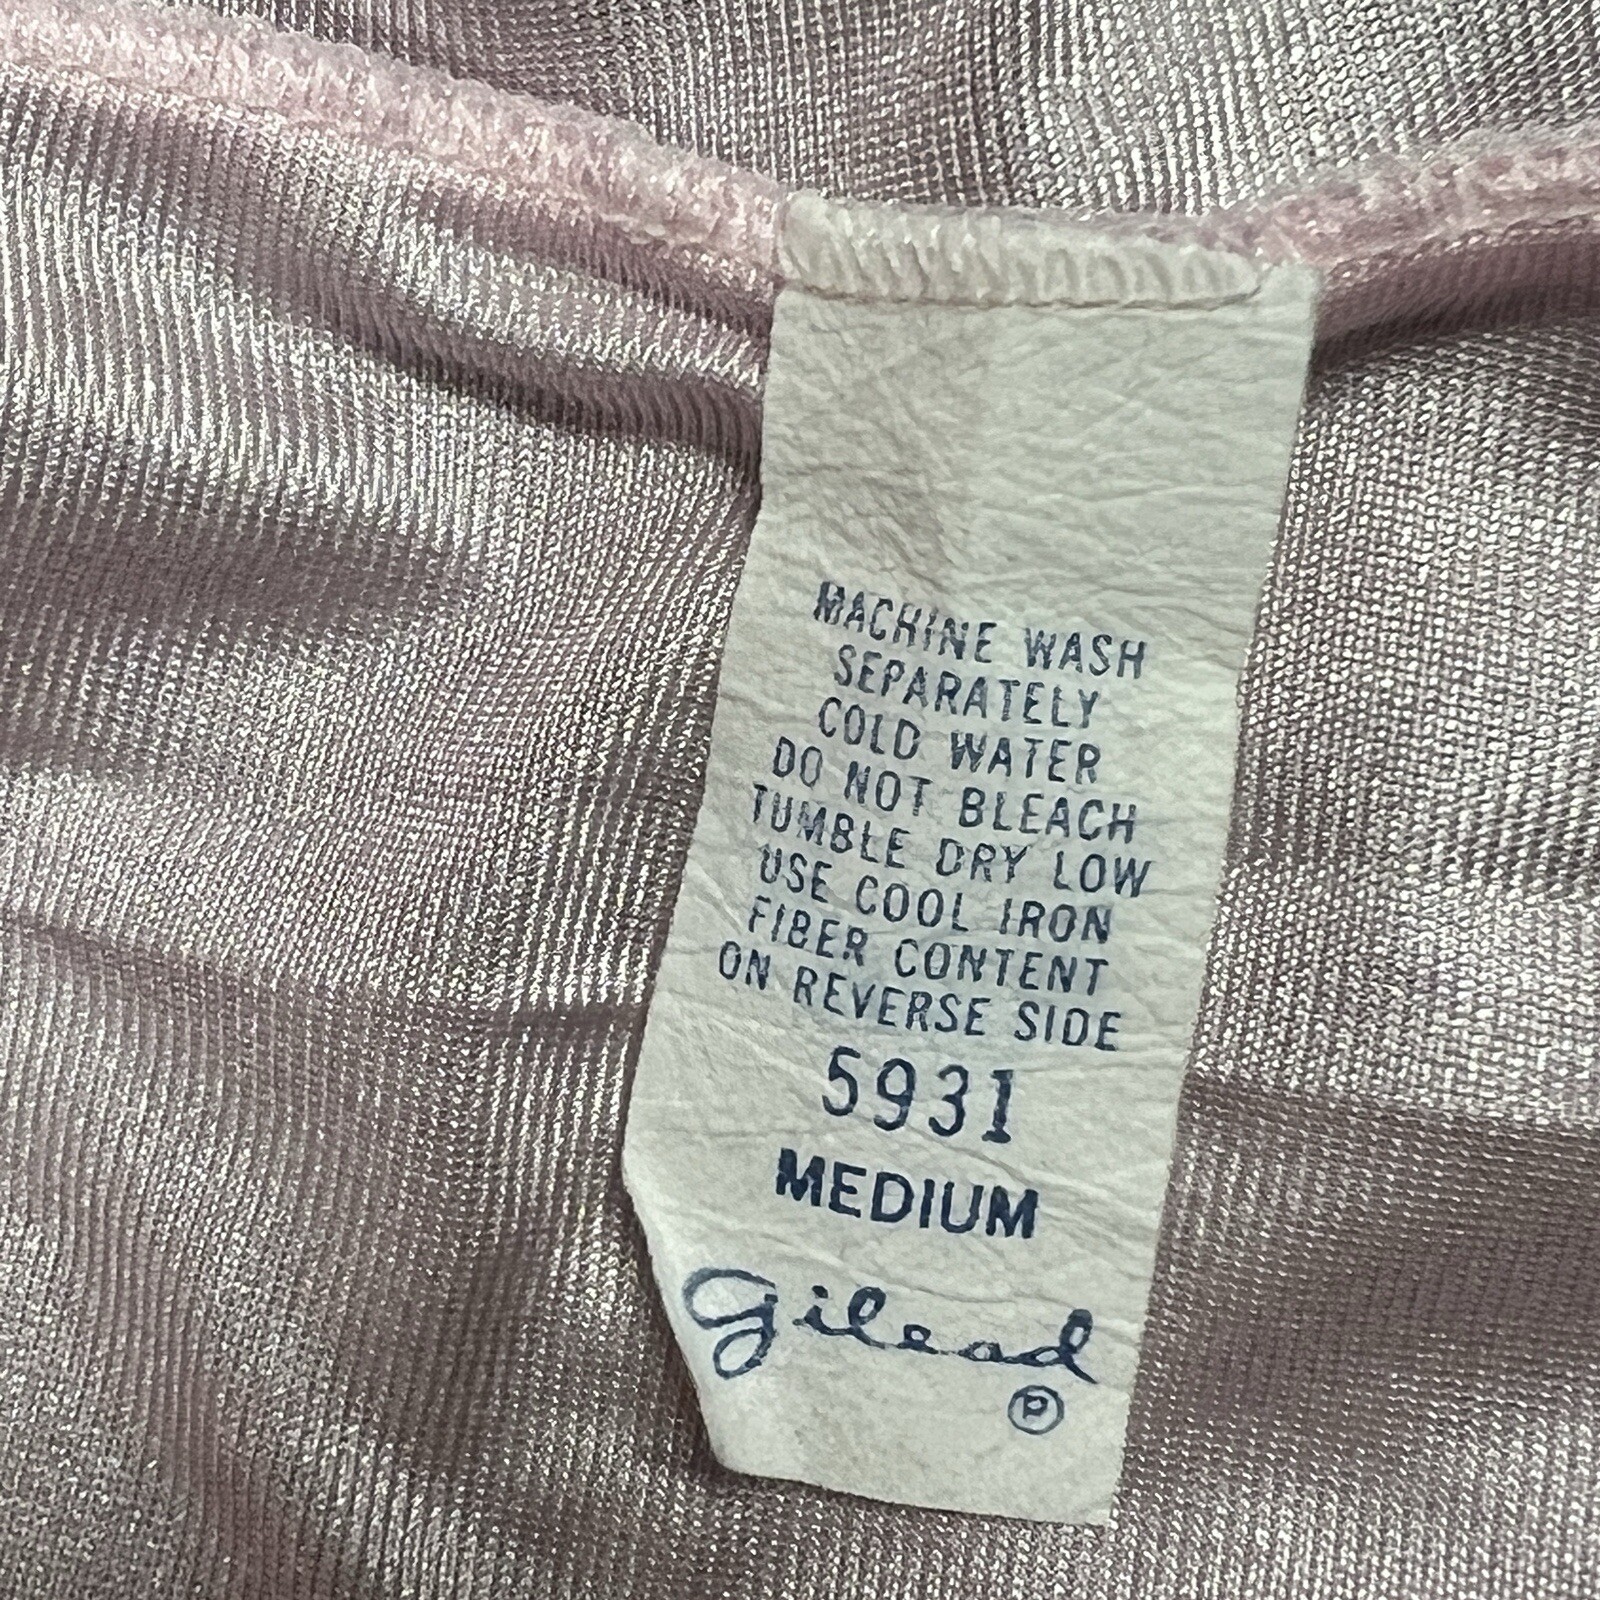 MACHINE WASH
SEPARATELY
COLD WATER
DO NOT BLEACH
TUMBLE DRY LOW
USE COOL IRON
FIBER CONTENT
ON REVERSE SIDE
5931
MEDIUM
Gilead
Ⓟ